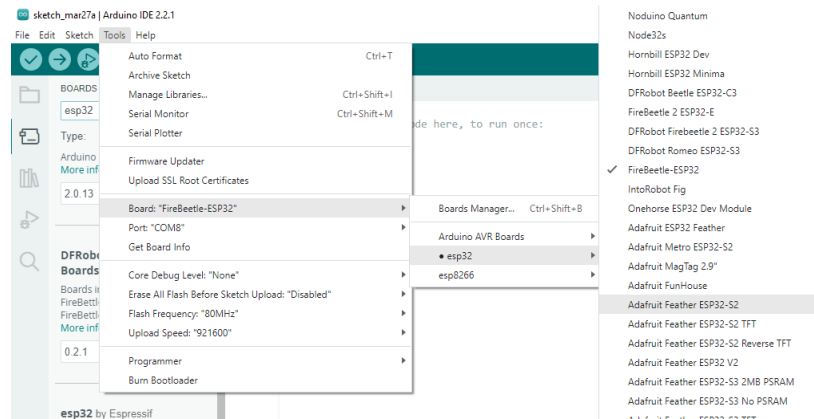 sketch_mar27a | Arduino IDE 2.2.1
File Edit Sketch Tools Help
BOARDS
esp32
Type:
Arduino
More inf
2.0.13
DFRobo
Boards
Boards i
FireBettl
FireBettl
More inf
0.2.1
esp32 by Espressif
ode here, to run once:
Auto Format Ctrl+T
Archive Sketch
Manage Libraries... Ctrl+Shift+I
Serial Monitor Ctrl+Shift+M
Serial Plotter
Firmware Updater
Upload SSL Root Certificates
Board: "FireBeetle-ESP32"
Port: "COM8"
Get Board Info
Core Debug Level: "None"
Erase All Flash Before Sketch Upload: "Disabled"
Flash Frequency: "80MHz"
Upload Speed: "921600"
Programmer
Burn Bootloader
Boards Manager... Ctrl+Shift+B
Arduino AVR Boards
esp32
esp8266
Noduino Quantum
Node32s
Hornbill ESP32 Dev
Hornbill ESP32 Minima
DFRobot Beetle ESP32-C3
FireBeetle 2 ESP32-E
DFRobot Firebeetle 2 ESP32-S3
DFRobot Romeo ESP32-S3
FireBeetle-ESP32
IntoRobot Fig
Onehorse ESP32 Dev Module
Adafruit ESP32 Feather
Adafruit Metro ESP32-S2
Adafruit MagTag 2.9"
Adafruit FunHouse
Adafruit Feather ESP32-S2
Adafruit Feather ESP32-S2 TFT
Adafruit Feather ESP32-S2 Reverse TFT
Adafruit Feather ESP32 V2
Adafruit Feather ESP32-S3 2MB PSRAM
Adafruit Feather ESP32-S3 No PSRAM